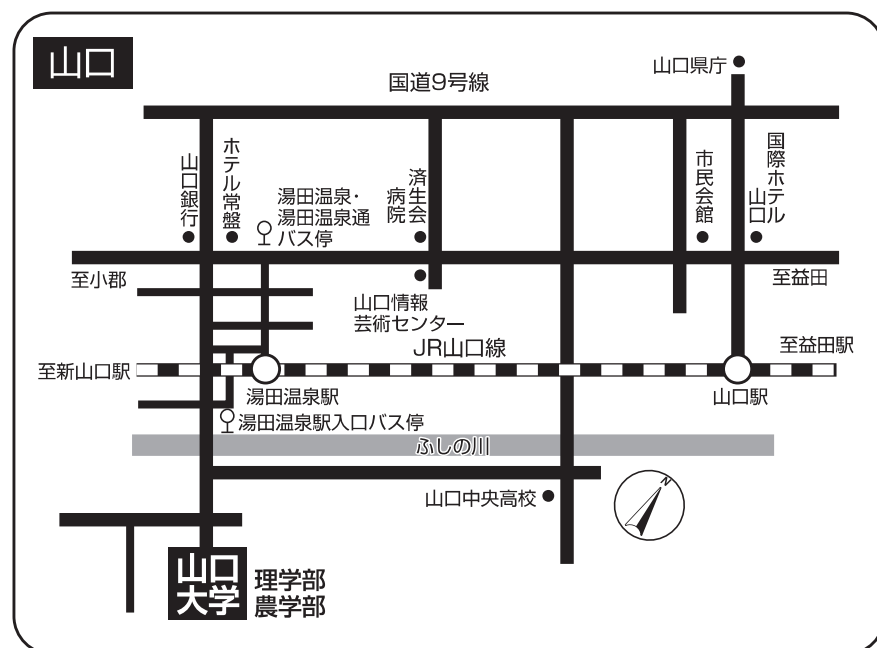 山口
山口県庁
国道9号線
山口銀行
ホテル常盤
湯田温泉・
湯田温泉通
バス停
済生会
病院
市民会館
国際ホテル
山口
至小郡
至益田
山口情報
芸術センター
JR山口線
至益田駅
至新山口駅
湯田温泉駅
山口駅
湯田温泉駅入口バス停
ふしの川
山口中央高校
N
山口
大学
理学部
農学部